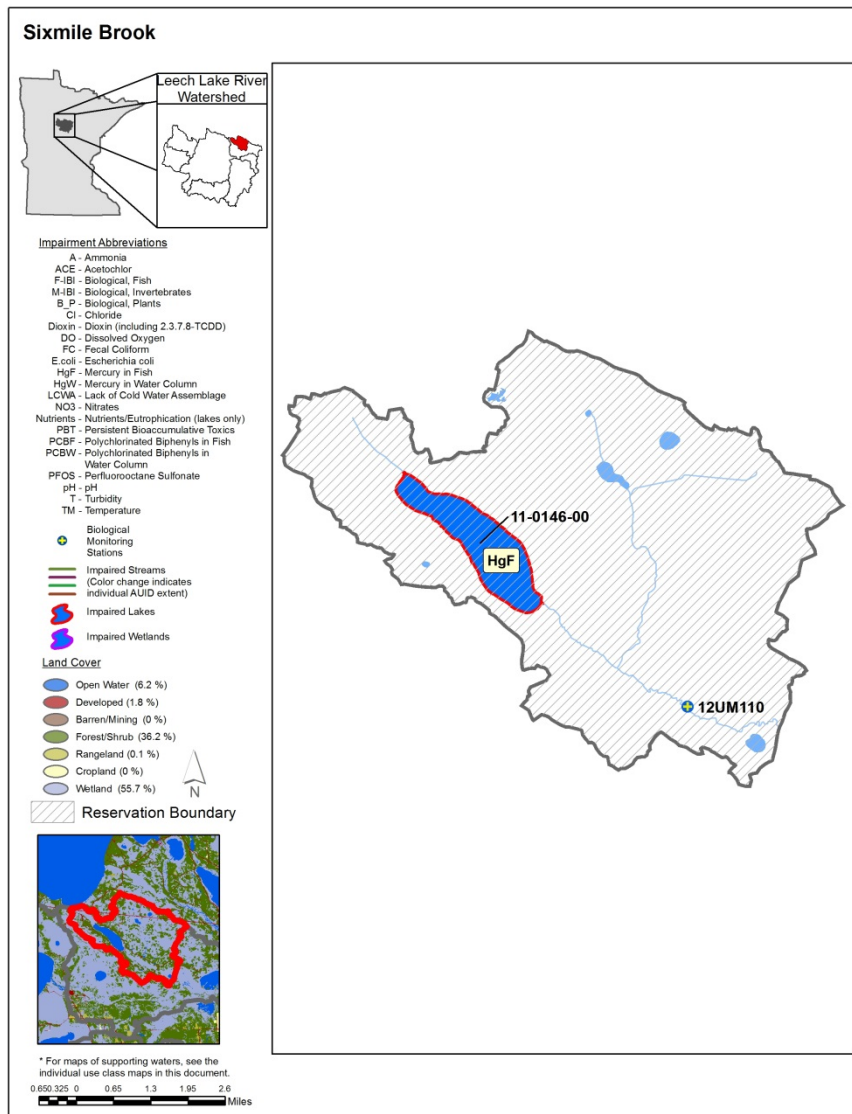 Sixmile Brook
Leech Lake River
Watershed
Impairment Abbreviations
A - Ammonia
ACE - Acetochlor
F-IBI - Biological, Fish
M-IBI - Biological, Invertebrates
B_P - Biological, Plants
Cl - Chloride
Dioxin - Dioxin (including 2.3.7.8-TCDD)
DO - Dissolved Oxygen
FC - Fecal Coliform
E.coli - Escherichia coli
HgF - Mercury in Fish
HgW - Mercury in Water Column
LCWA - Lack of Cold Water Assemblage
NO3 - Nitrates
Nutrients - Nutrients/Eutrophication (lakes only)
PBT - Persistent Bioaccumulative Toxics
PCBF - Polychlorinated Biphenyls in Fish
PCBW - Polychlorinated Biphenyls in
Water Column
PFOS - Perfluorooctane Sulfonate
pH - pH
T - Turbidity
TM - Temperature
Biological
Monitoring
Stations
Impaired Streams
(Color change indicates
individual AUID extent)
Impaired Lakes
Impaired Wetlands
Land Cover
Open Water (6.2 %)
Developed (1.8 %)
Barren/Mining (0 %)
Forest/Shrub (36.2 %)
Rangeland (0.1 %)
Cropland (0 %)
Wetland (55.7 %)
N
Reservation Boundary
* For maps of supporting waters, see the
individual use class maps in this document.
0.65 0.325 0 0.65 1.3 1.95 2.6
Miles
11-0146-00
HgF
12UM110